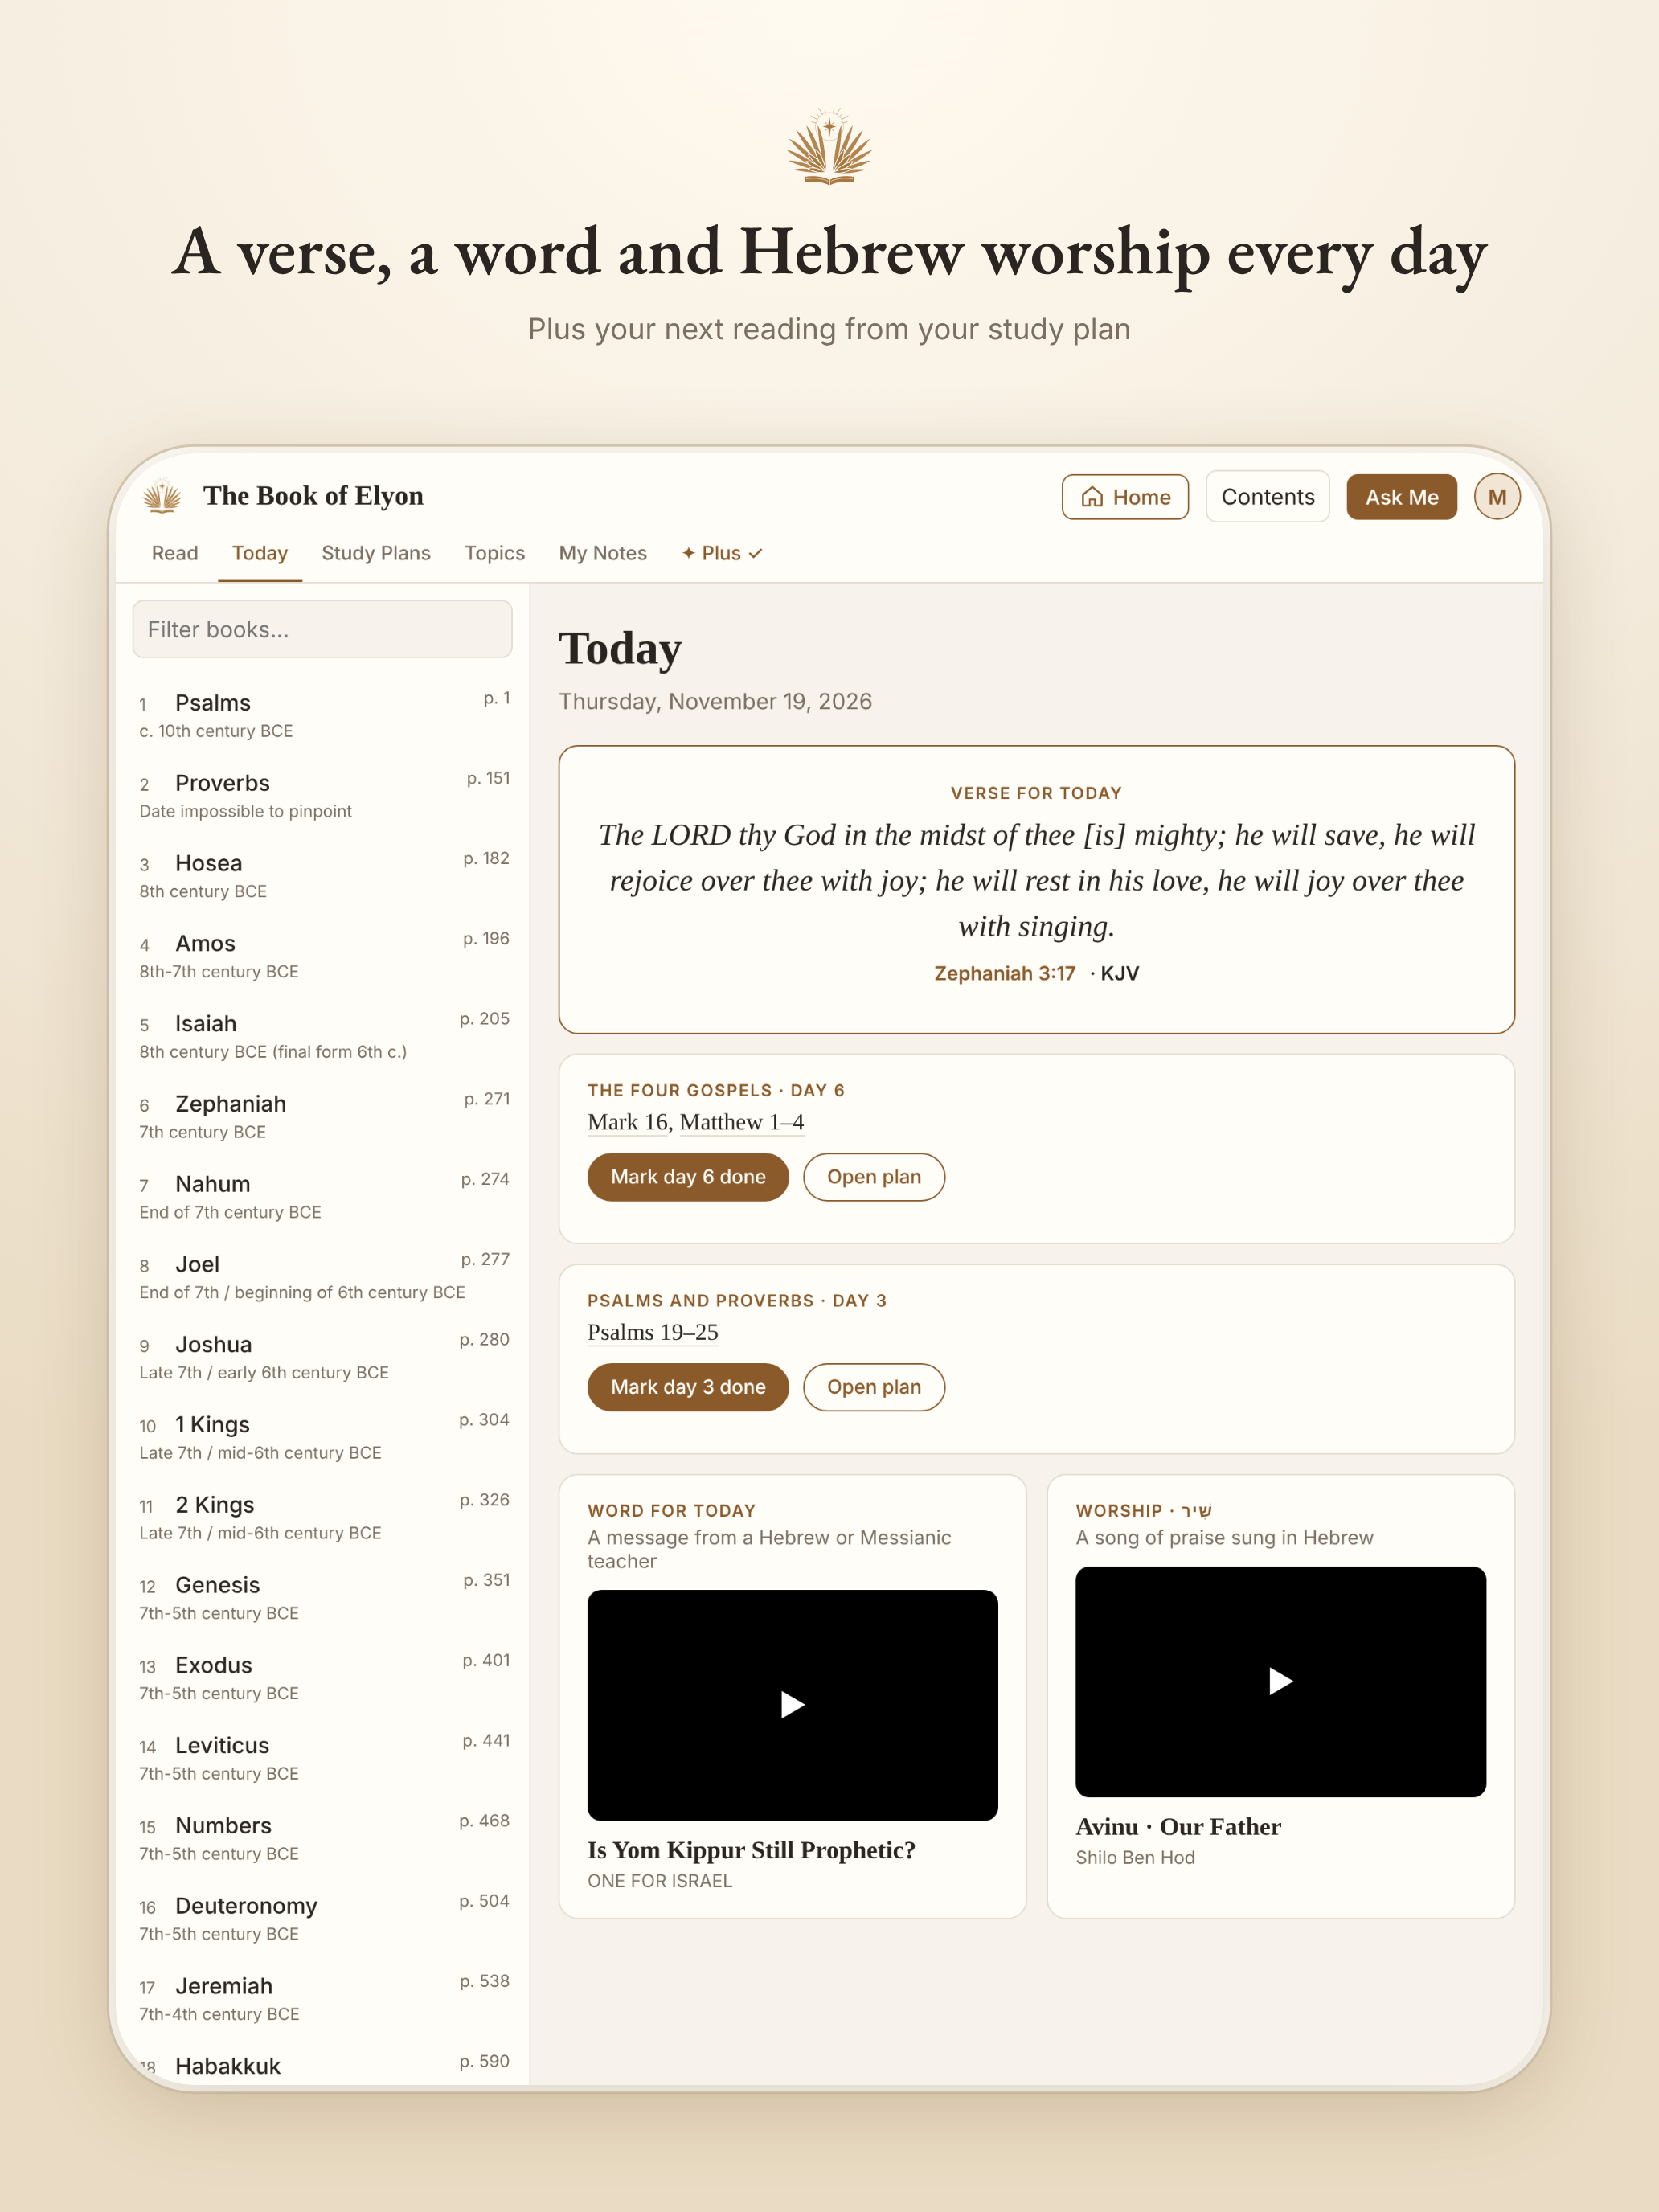 A verse, a word and Hebrew worship every day
Plus your next reading from your study plan
The Book of Elyon
Home
Contents
Ask Me
M
Read
Today
Study Plans
Topics
My Notes
✦ Plus ✓
Filter books...
1 Psalms p. 1
c. 10th century BCE
2 Proverbs p. 151
Date impossible to pinpoint
3 Hosea p. 182
8th century BCE
4 Amos p. 196
8th-7th century BCE
5 Isaiah p. 205
8th century BCE (final form 6th c.)
6 Zephaniah p. 271
7th century BCE
7 Nahum p. 274
End of 7th century BCE
8 Joel p. 277
End of 7th / beginning of 6th century BCE
9 Joshua p. 280
Late 7th / early 6th century BCE
10 1 Kings p. 304
Late 7th / mid-6th century BCE
11 2 Kings p. 326
Late 7th / mid-6th century BCE
12 Genesis p. 351
7th-5th century BCE
13 Exodus p. 401
7th-5th century BCE
14 Leviticus p. 441
7th-5th century BCE
15 Numbers p. 468
7th-5th century BCE
16 Deuteronomy p. 504
7th-5th century BCE
17 Jeremiah p. 538
7th-4th century BCE
18 Habakkuk p. 590
Today
Thursday, November 19, 2026
VERSE FOR TODAY
The LORD thy God in the midst of thee [is] mighty; he will save, he will
rejoice over thee with joy; he will rest in his love, he will joy over thee
with singing.
Zephaniah 3:17 · KJV
THE FOUR GOSPELS · DAY 6
Mark 16, Matthew 1–4
Mark day 6 done
Open plan
PSALMS AND PROVERBS · DAY 3
Psalms 19–25
Mark day 3 done
Open plan
WORD FOR TODAY
A message from a Hebrew or Messianic
teacher
Is Yom Kippur Still Prophetic?
ONE FOR ISRAEL
WORSHIP · שִׁיר
A song of praise sung in Hebrew
Avinu · Our Father
Shilo Ben Hod